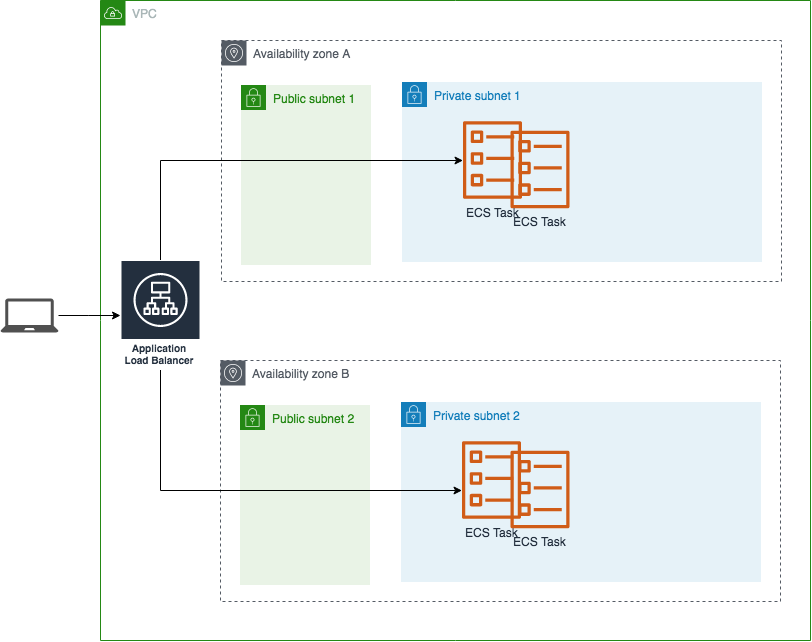 VPC
Availability zone A
Public subnet 1
Private subnet 1
ECS Task
ECS Task
Application
Load Balancer
Availability zone B
Public subnet 2
Private subnet 2
ECS Task
ECS Task